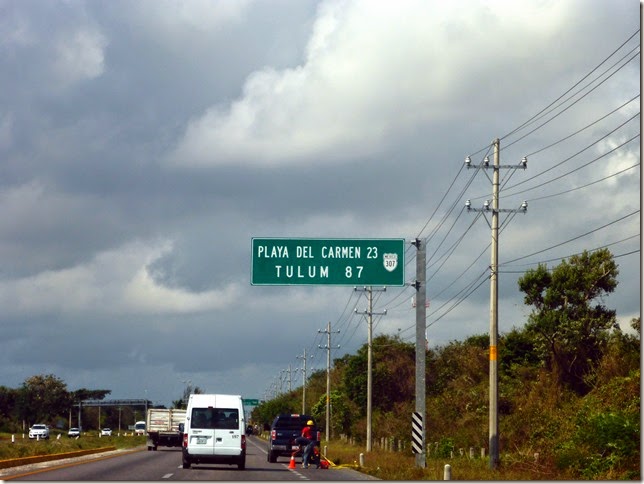 PLAYA DEL CARMEN 23
TULUM 87
MEXICO
307